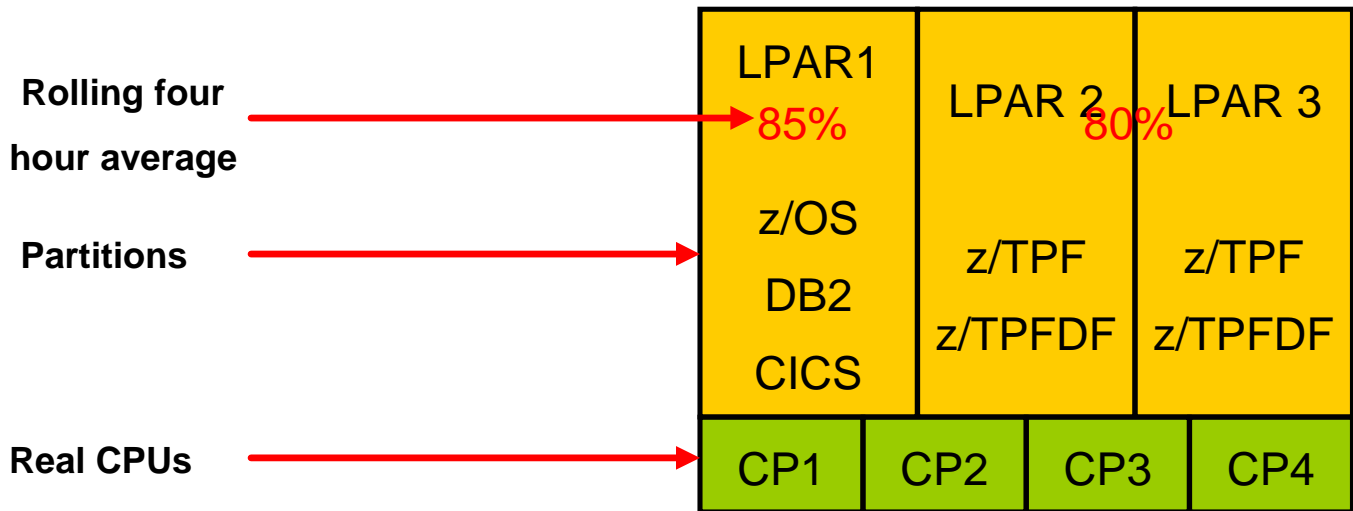 Rolling four
hour average
Partitions
Real CPUs
LPAR1
85%
z/OS
DB2
CICS
LPAR 2
LPAR 3
80%
z/TPF
z/TPFDF
z/TPF
z/TPFDF
CP1
CP2
CP3
CP4